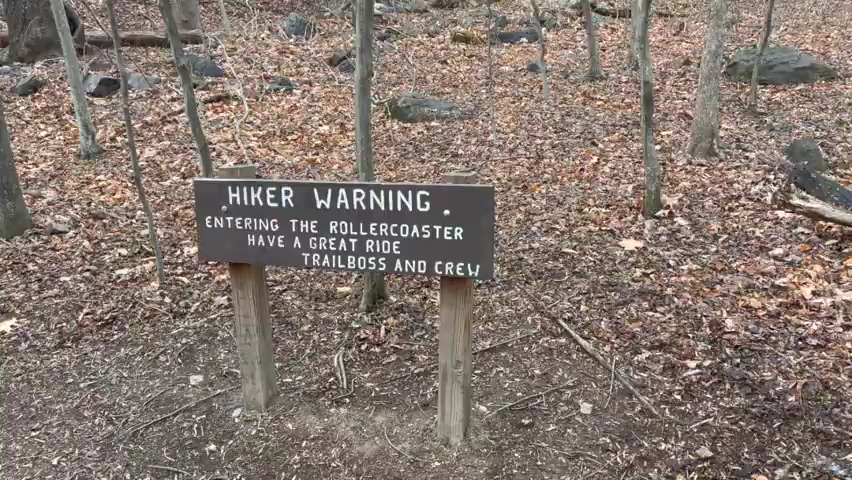 HIKER WARNING
ENTERING THE ROLLERCOASTER
HAVE A GREAT RIDE
TRAILBOSS AND CREW